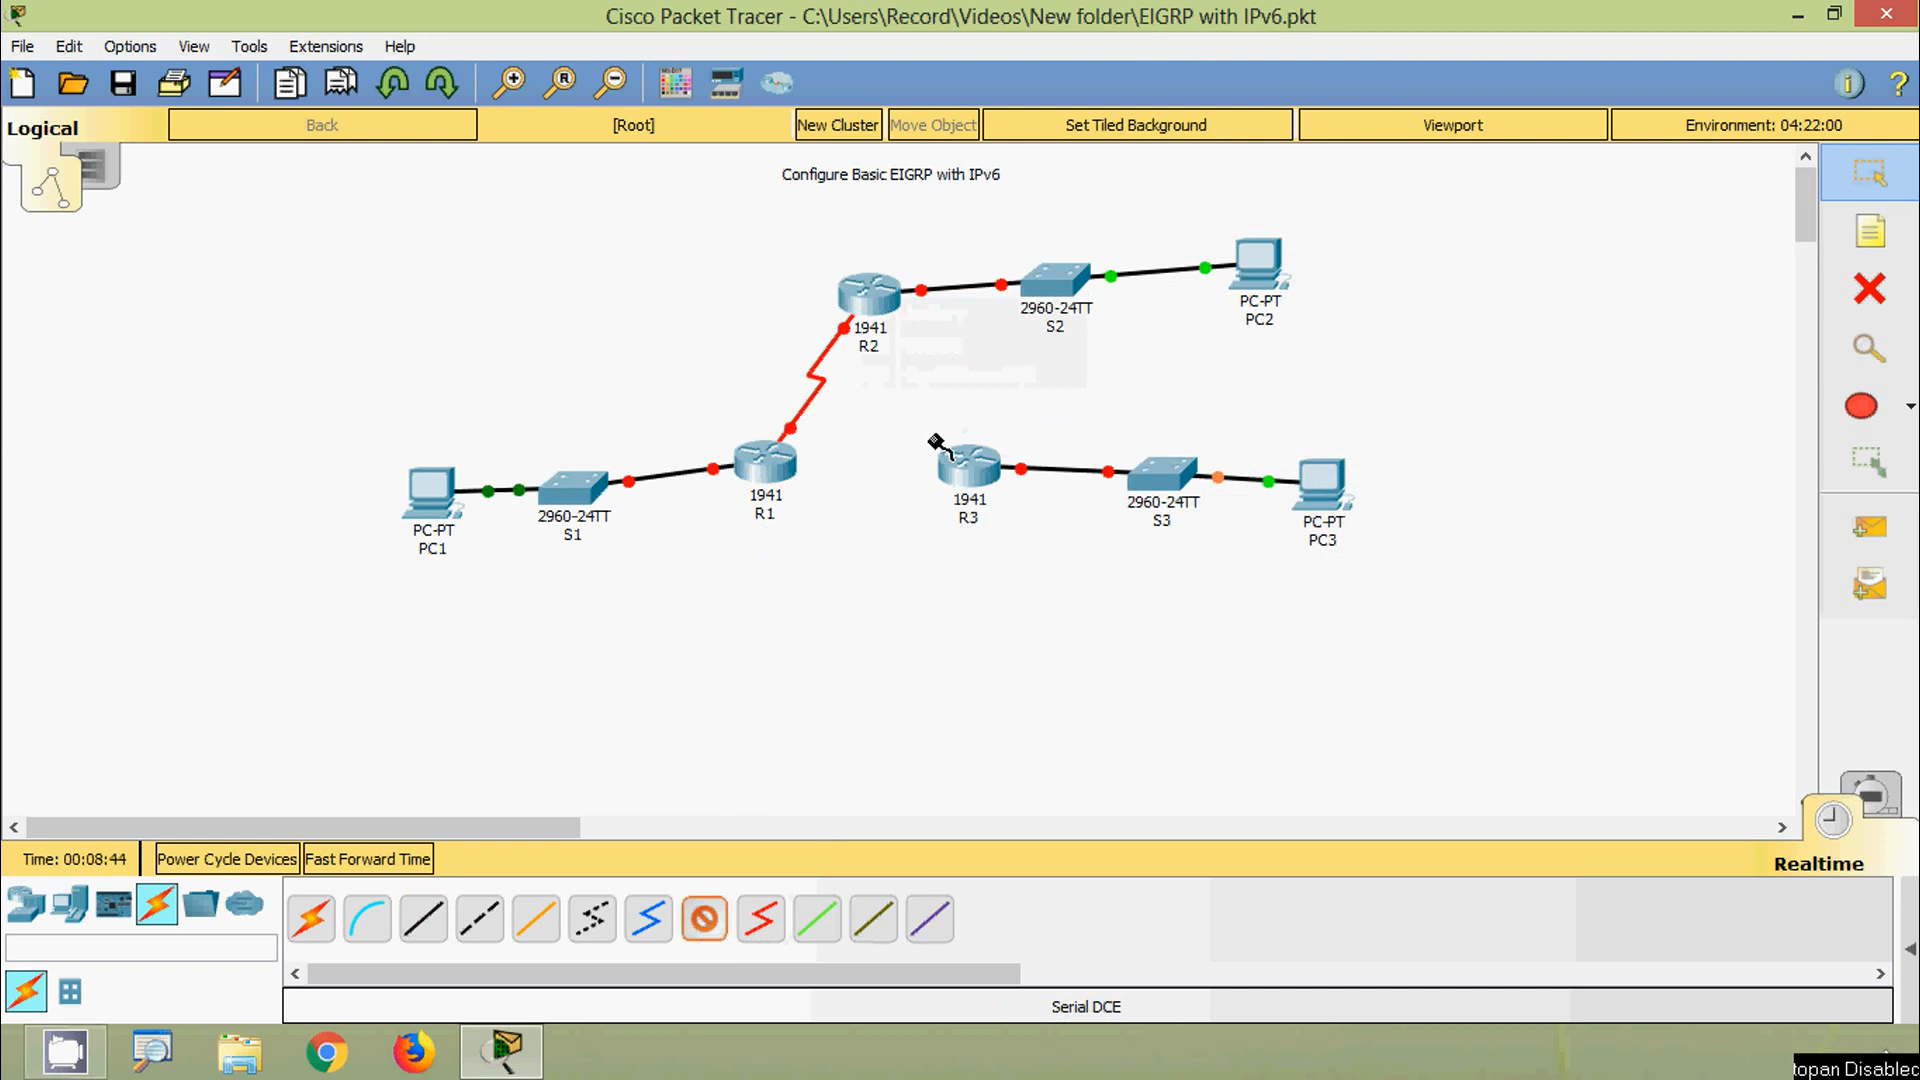 Cisco Packet Tracer - C:\Users\Record\Videos\New folder\EIGRP with IPv6.pkt
File Edit Options View Tools Extensions Help
Logical Back [Root] New Cluster Move Object Set Tiled Background Viewport Environment: 04:22:00
Configure Basic EIGRP with IPv6
1941
R2
2960-24TT
S2
PC-PT
PC2
PC-PT
PC1
2960-24TT
S1
1941
R1
1941
R3
2960-24TT
S3
PC-PT
PC3
Time: 00:08:44 Power Cycle Devices Fast Forward Time
Realtime
Serial DCE
topan Disablec